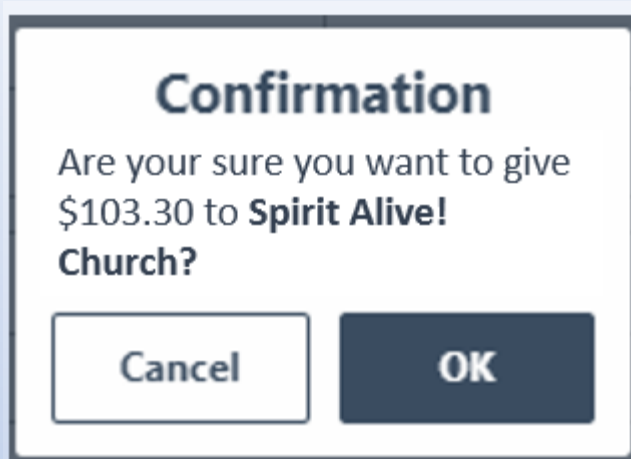 Confirmation
Are your sure you want to give
$103.30 to Spirit Alive!
Church?
Cancel
OK